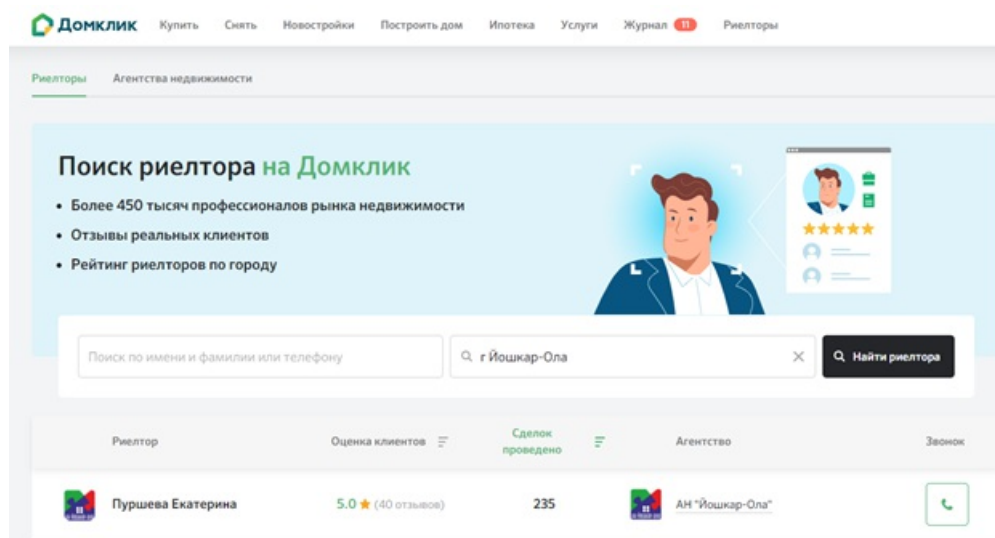 Домклик Купить Снять Новостройки Построить дом Ипотека Услуги Журнал 11 Риелторы
Риелторы Агентства недвижимости
Поиск риелтора на Домклик
• Более 450 тысяч профессионалов рынка недвижимости
• Отзывы реальных клиентов
• Рейтинг риелторов по городу
Поиск по имени и фамилии или телефону г Йошкар-Ола Найти риелтора
Риелтор Оценка клиентов Сделок проведено Агентство Звонок
Пуршева Екатерина 5.0 ★ (40 отзывов) 235 АН "Йошкар-Ола"